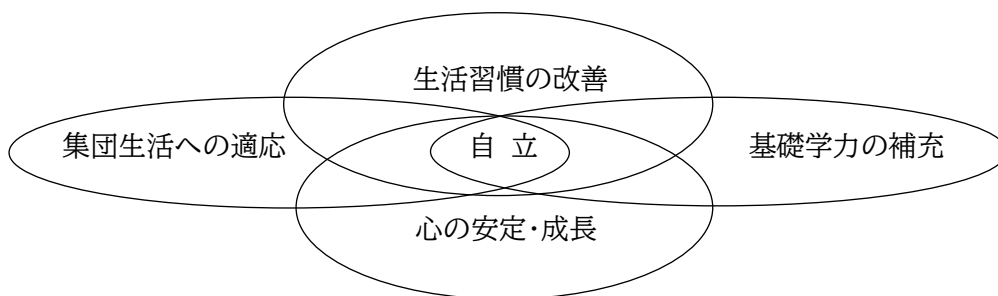 生活習慣の改善
集団生活への適応
自 立
基礎学力の補充
心の安定・成長